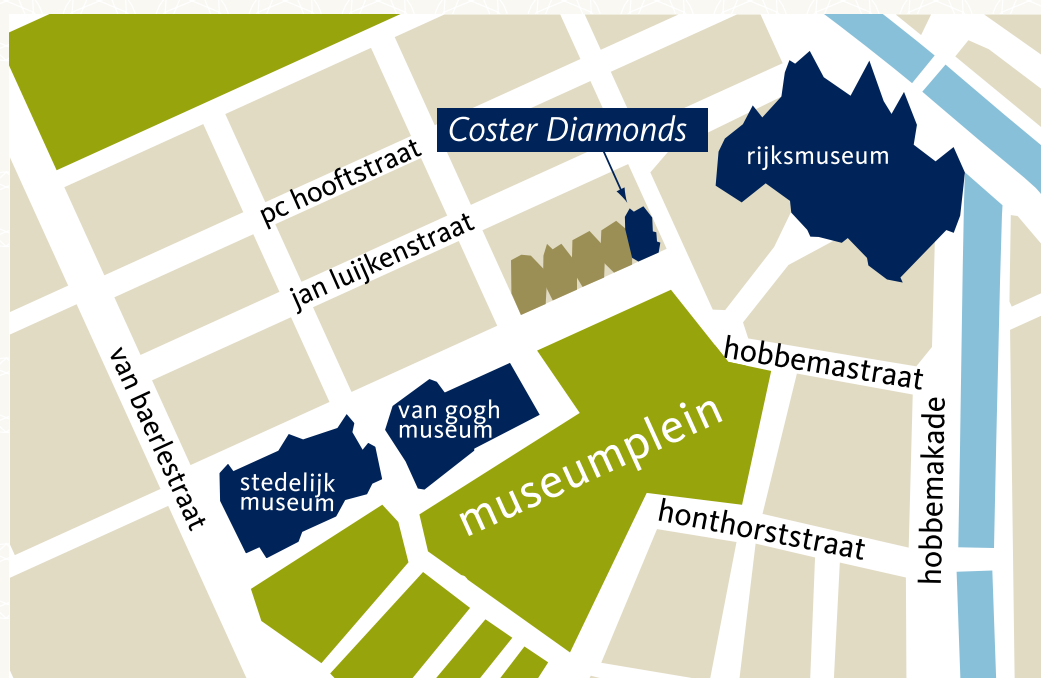 Coster Diamonds
rijksmuseum
pc hooftstraat
jan luijkenstraat
hobbemastraat
van baerlestraat
van gogh
museum
museumplein
hobbemakade
stedelijk
museum
honthorststraat